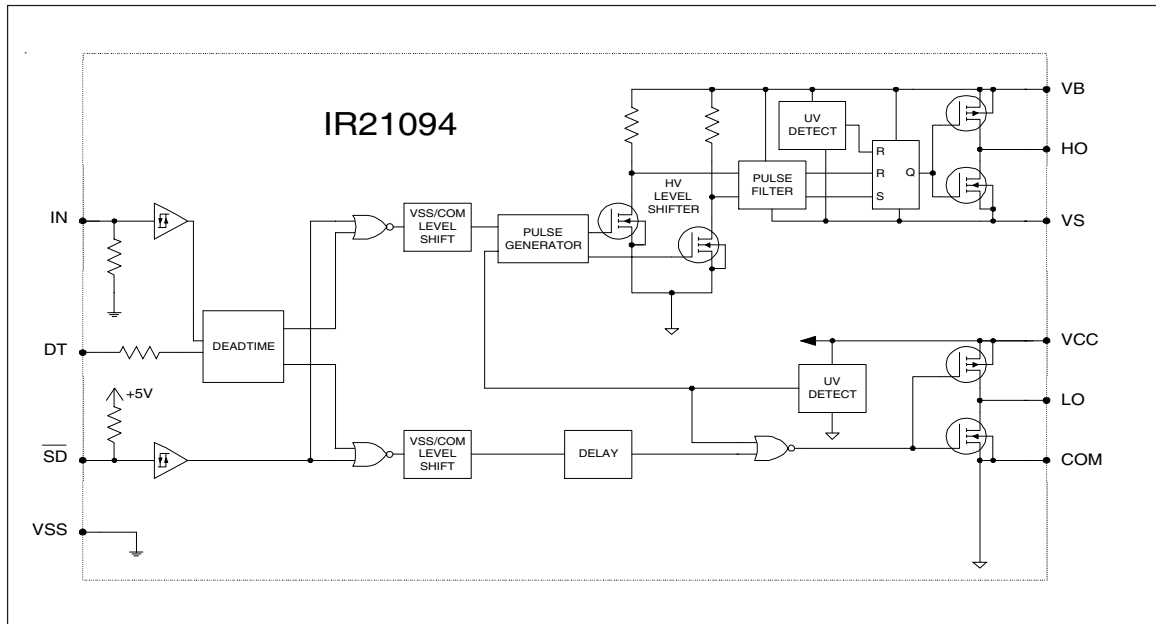 IR21094
VB
UV
DETECT
R
R
S
Q
HO
PULSE
FILTER
HV
LEVEL
SHIFTER
VS
IN
VSS/COM
LEVEL
SHIFT
PULSE
GENERATOR
DT
DEADTIME
VCC
+5V
UV
DETECT
LO
SD
VSS/COM
LEVEL
SHIFT
DELAY
COM
VSS